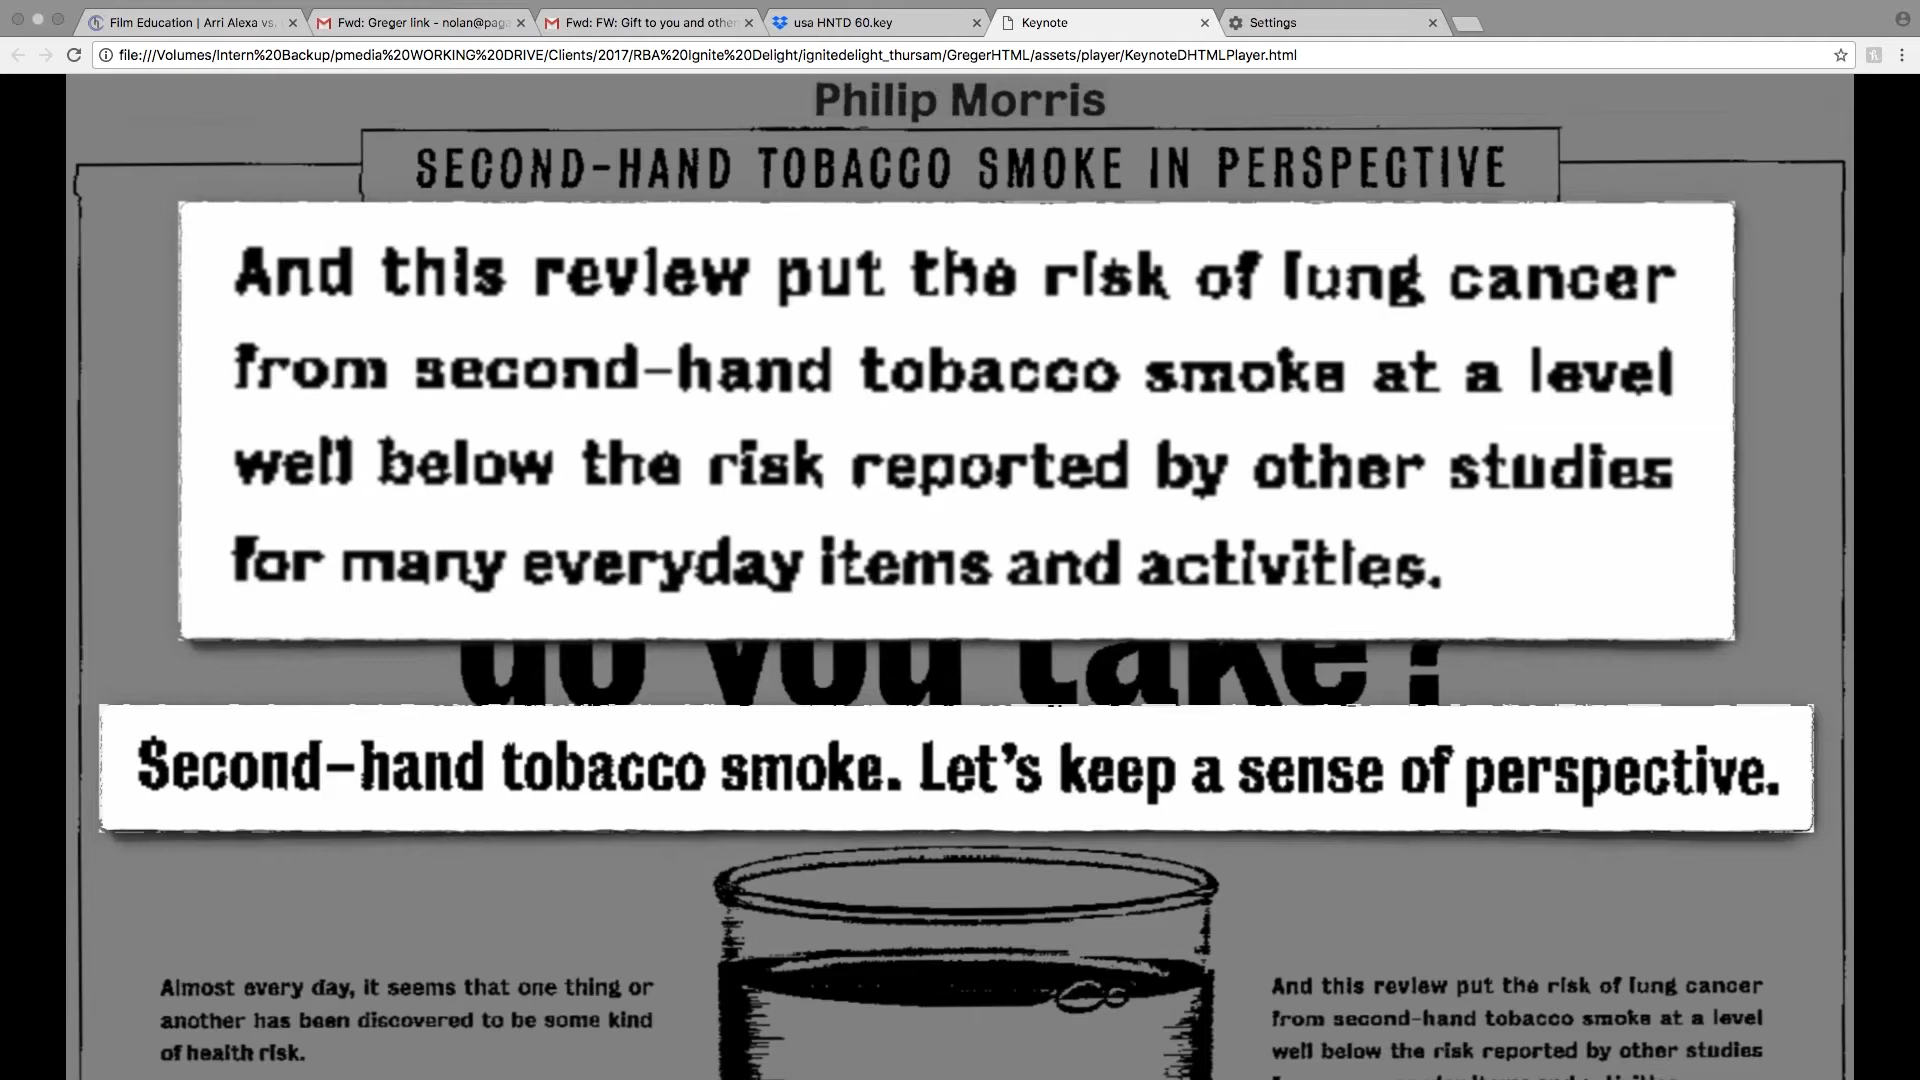 Film Education | Arri Alexa vs.
Fwd: Greger link - nolan@paga
Fwd: FW: Gift to you and other
usa HNTD 60.key
Keynote
Settings
file:///Volumes/Intern%20Backup/pmedia%20WORKING%20DRIVE/Clients/2017/RBA%20Ignite%20Delight/ignitedelight_thursam/GregerHTML/assets/player/KeynoteDHTMLPlayer.html
Philip Morris
SECOND-HAND TOBACCO SMOKE IN PERSPECTIVE
And this review put the risk of lung cancer
from second-hand tobacco smoke at a level
well below the risk reported by other studies
for many everyday items and activities.
do you take?
Second-hand tobacco smoke. Let's keep a sense of perspective.
Almost every day, it seems that one thing or
another has been discovered to be some kind
of health risk.
And this review put the risk of lung cancer
from second-hand tobacco smoke at a level
well below the risk reported by other studies